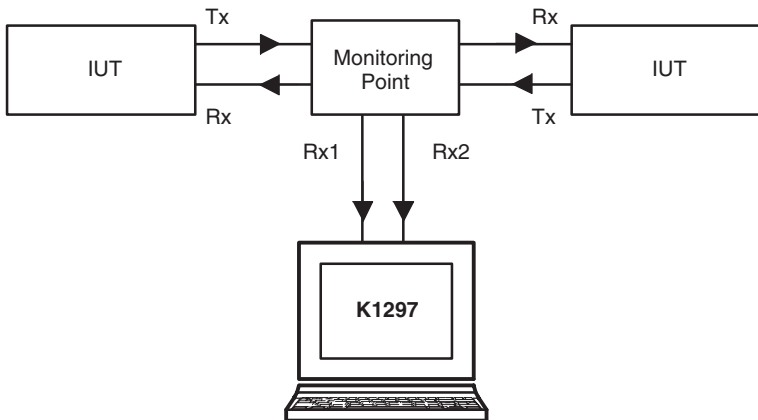 Tx
Rx
IUT
Monitoring
Point
IUT
Rx
Tx
Rx1
Rx2
K1297